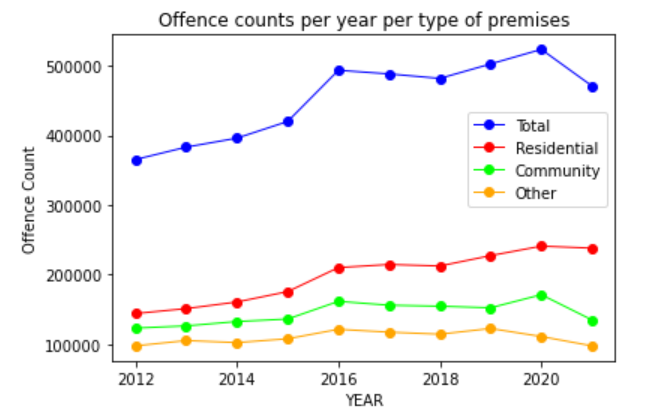 Offence counts per year per type of premises
500000
400000
300000
200000
100000
Offence Count
Total
Residential
Community
Other
2012 2014 2016 2018 2020
YEAR